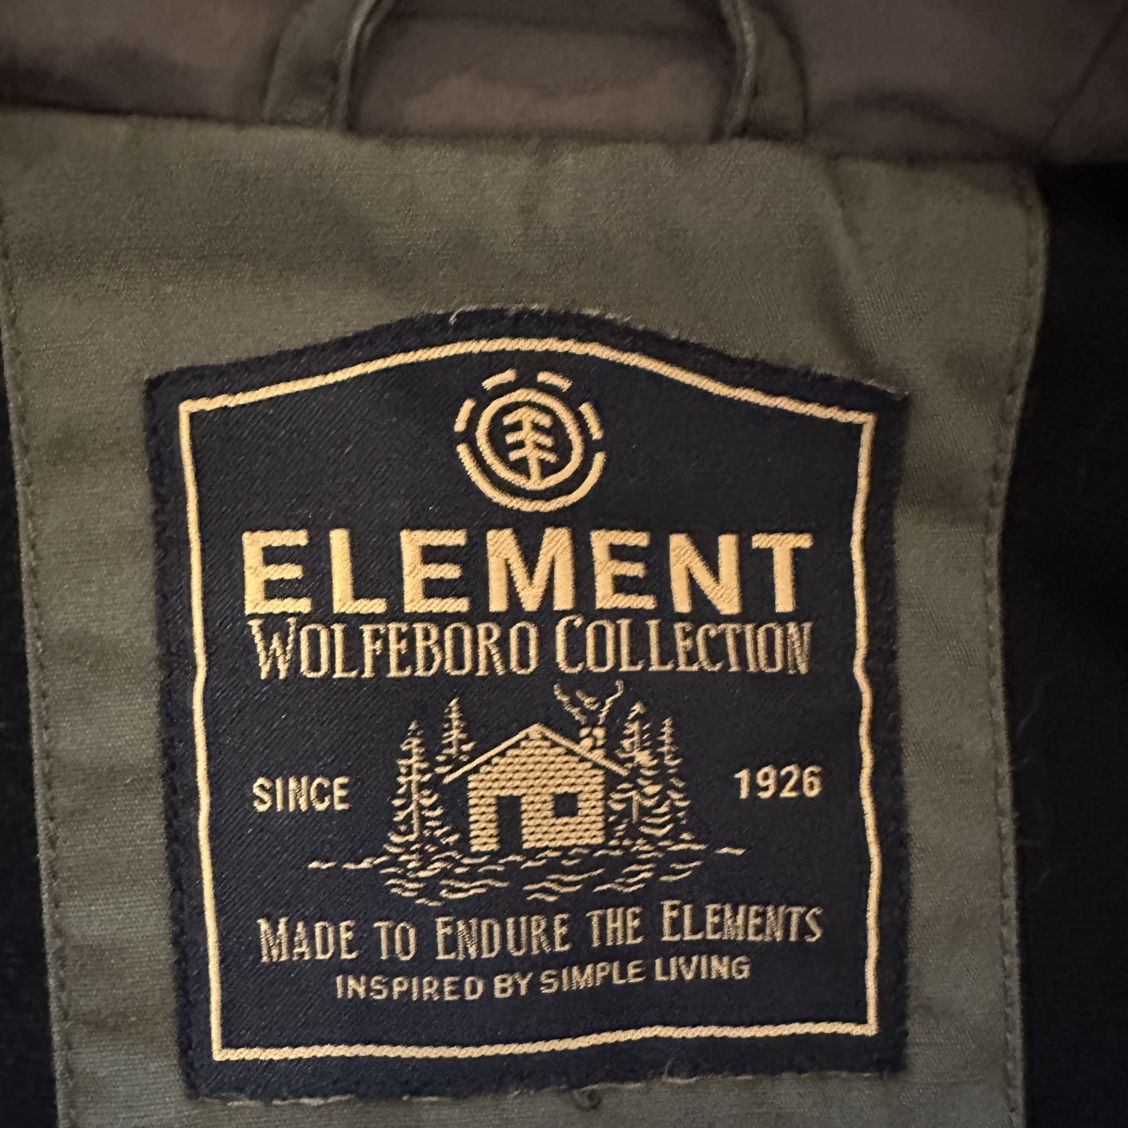 ELEMENT
WOLFEBORO COLLECTION
SINCE 1926
MADE TO ENDURE THE ELEMENTS
INSPIRED BY SIMPLE LIVING